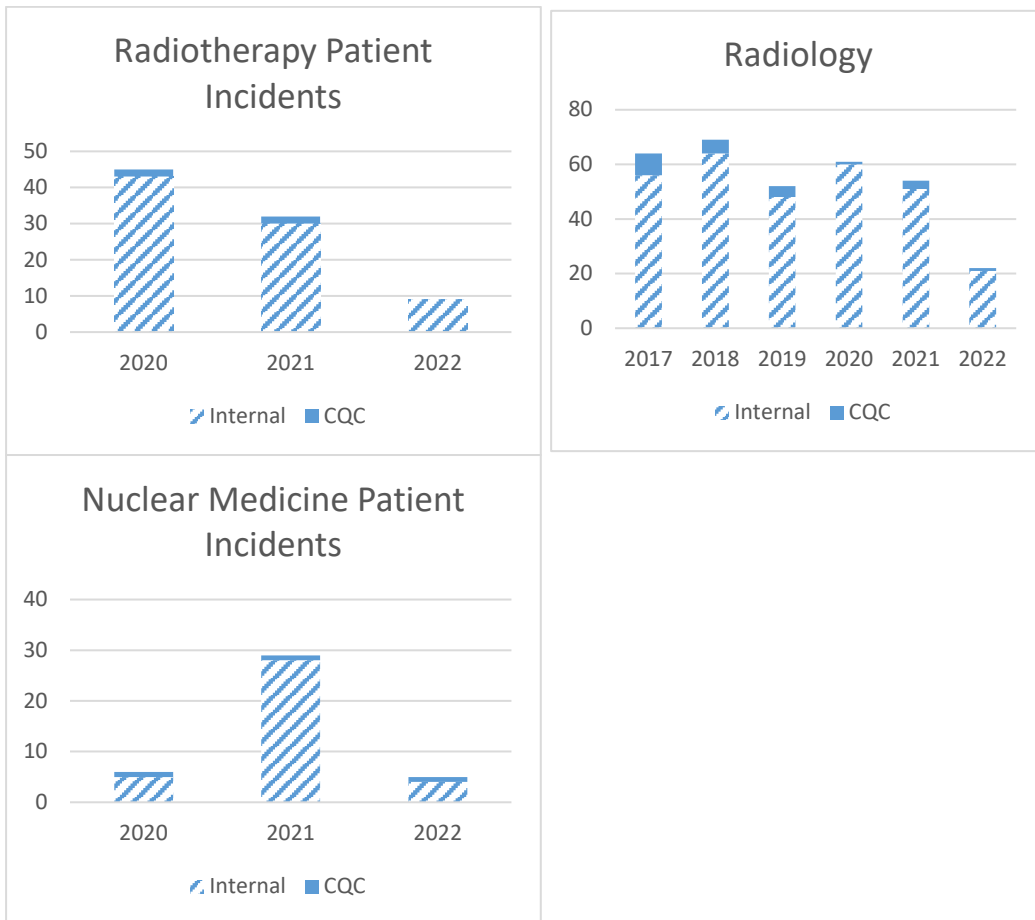 Radiotherapy Patient
Incidents
50
40
30
20
10
0
2020 2021 2022
Internal CQC
Radiology
80
60
40
20
0
2017 2018 2019 2020 2021 2022
Internal CQC
Nuclear Medicine Patient
Incidents
40
30
20
10
0
2020 2021 2022
Internal CQC